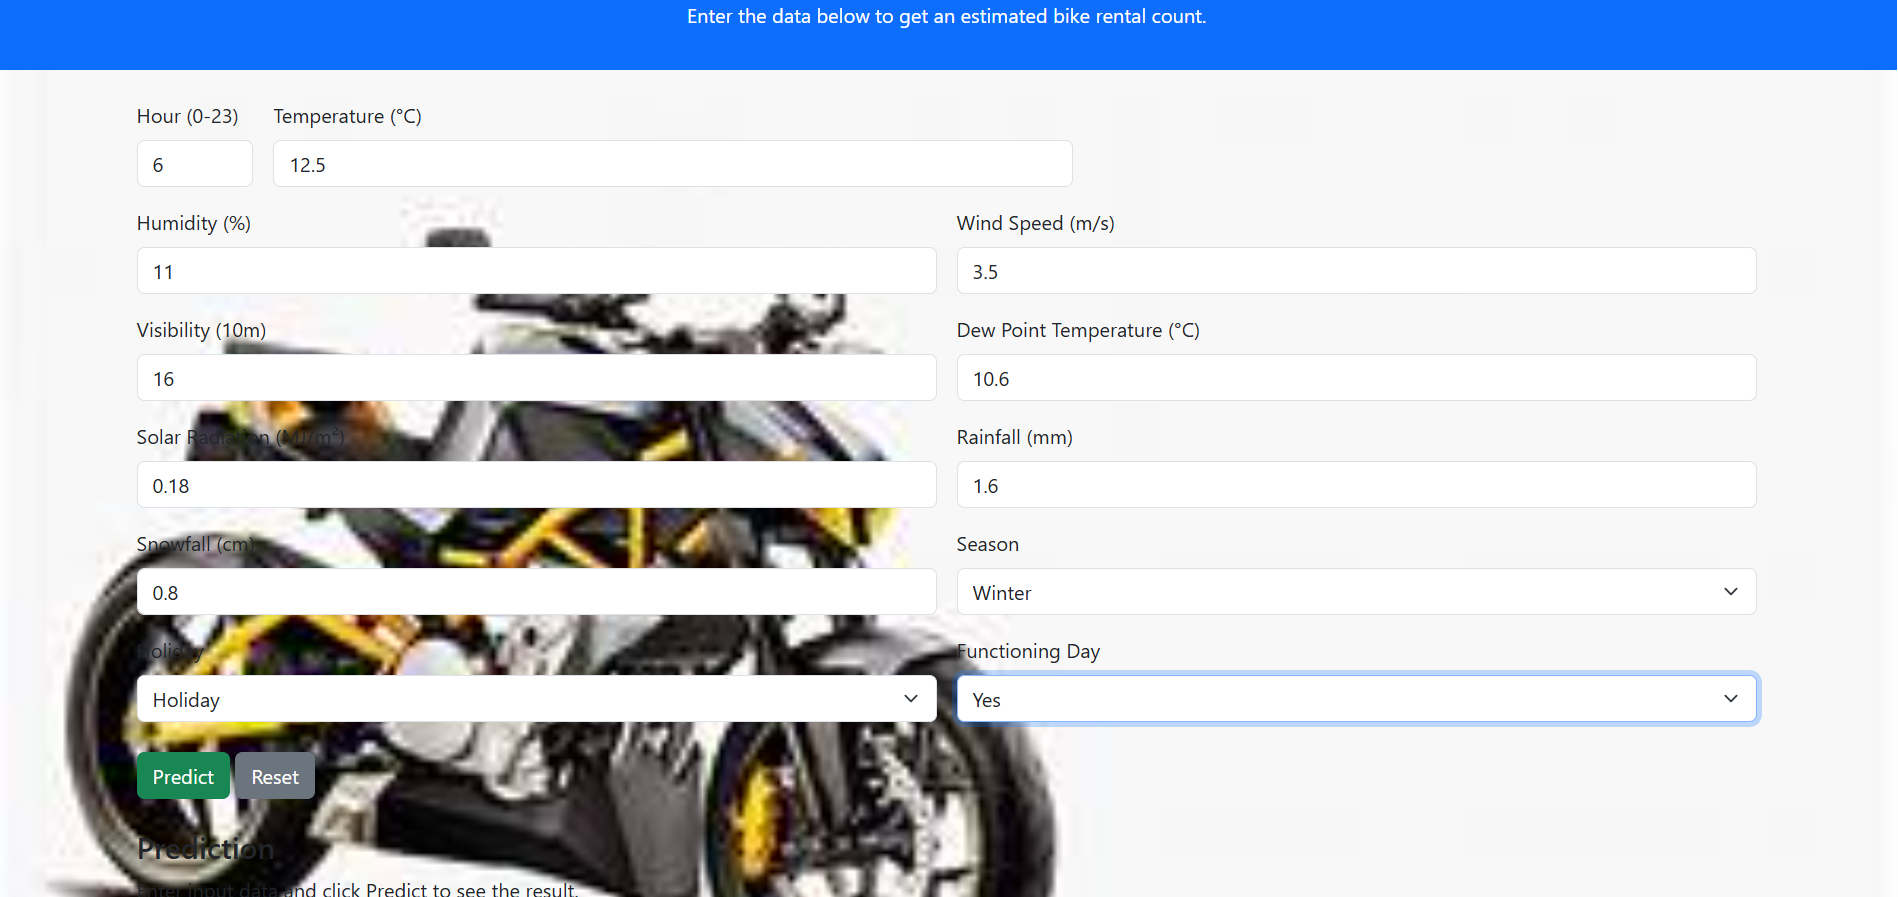 Enter the data below to get an estimated bike rental count.
Hour (0-23) Temperature (°C)
6 12.5
Humidity (%) Wind Speed (m/s)
11 3.5
Visibility (10m) Dew Point Temperature (°C)
16 10.6
Solar Radiation (MJ/m²) Rainfall (mm)
0.18 1.6
Snowfall (cm) Season
0.8 Winter
Holiday Functioning Day
Holiday Yes
Predict Reset
Prediction
Enter input data and click Predict to see the result.